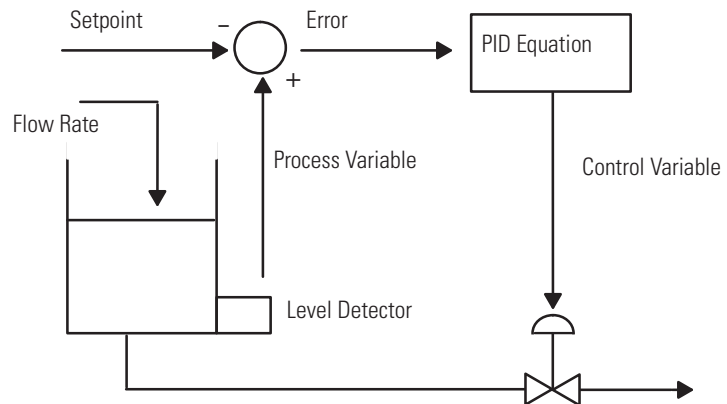 Setpoint
−
Error
PID Equation
+
Flow Rate
Process Variable
Control Variable
Level Detector